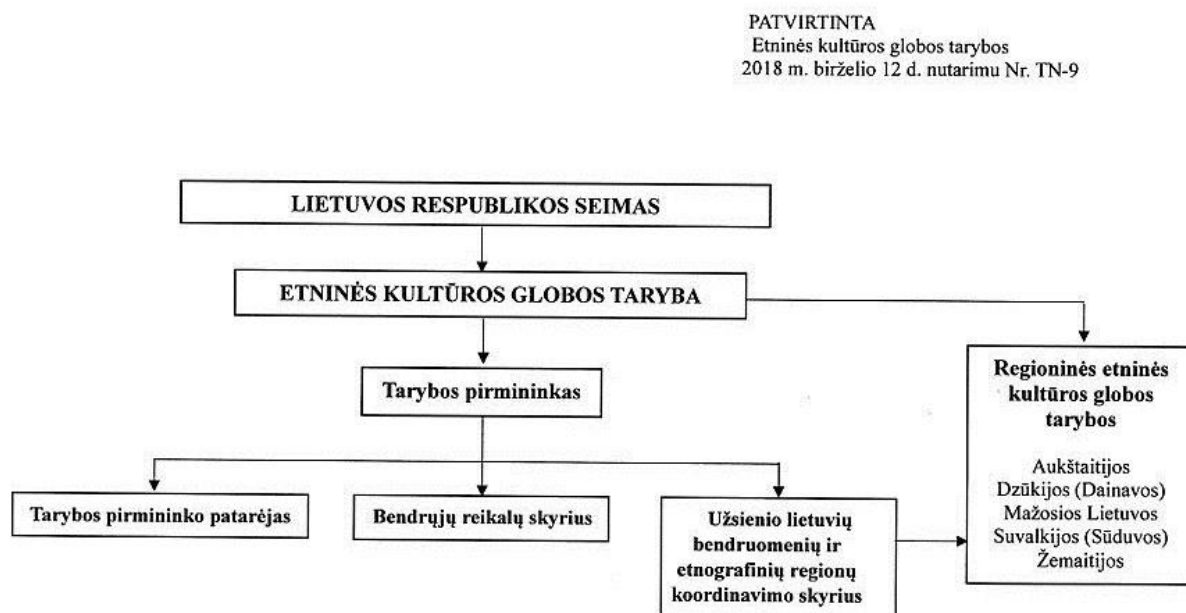 PATVIRTINTA
Etninės kultūros globos tarybos
2018 m. birželio 12 d. nutarimu Nr. TN-9
LIETUVOS RESPUBLIKOS SEIMAS
ETNINĖS KULTŪROS GLOBOS TARYBA
Tarybos pirmininkas
Regioninės etninės
kultūros globos
tarybos
Aukštaitijos
Dzūkijos (Dainavos)
Mažosios Lietuvos
Suvalkijos (Sūduvos)
Žemaitijos
Tarybos pirmininko patarėjas
Bendrųjų reikalų skyrius
Užsienio lietuvių
bendruomenių ir
etnografinių regionų
koordinavimo skyrius